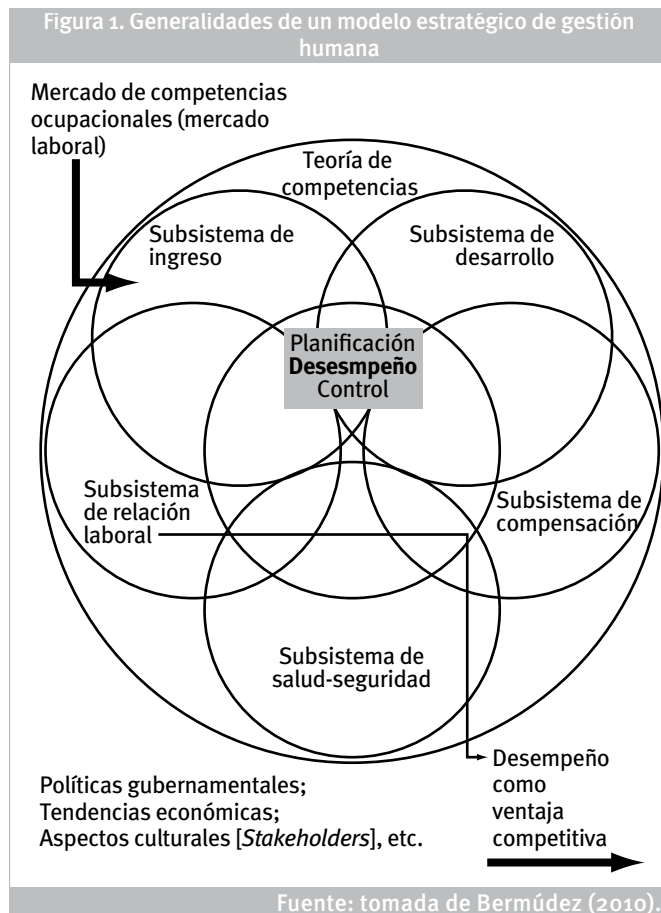 Figura 1. Generalidades de un modelo estratégico de gestión
humana
Mercado de competencias
ocupacionales (mercado
laboral)
Teoría de
competencias
Subsistema de
ingreso
Subsistema de
desarrollo
Planificación
Desesmpeño
Control
Subsistema
de relación
laboral
Subsistema de
compensación
Subsistema de
salud-seguridad
Políticas gubernamentales;
Tendencias económicas;
Aspectos culturales [Stakeholders], etc.
Desempeño
como
ventaja
competitiva
Fuente: tomada de Bermúdez (2010).